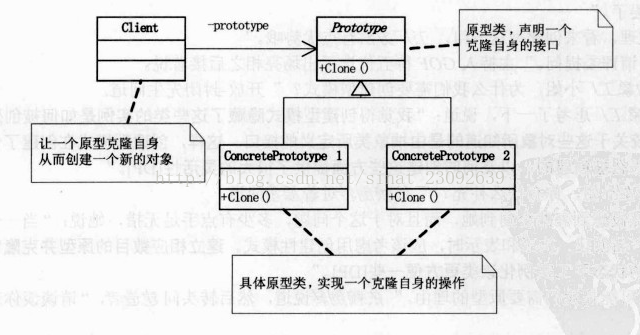 Client
-prototype
Prototype
+Clone()
原型类，声明一个
克隆自身的接口
让一个原型克隆自身
从而创建一个新的对象
ConcretePrototype 1
+Clone()
ConcretePrototype 2
+Clone()
http://blog.csdn.net/sinat_23092639
具体原型类，实现一个克隆自身的操作